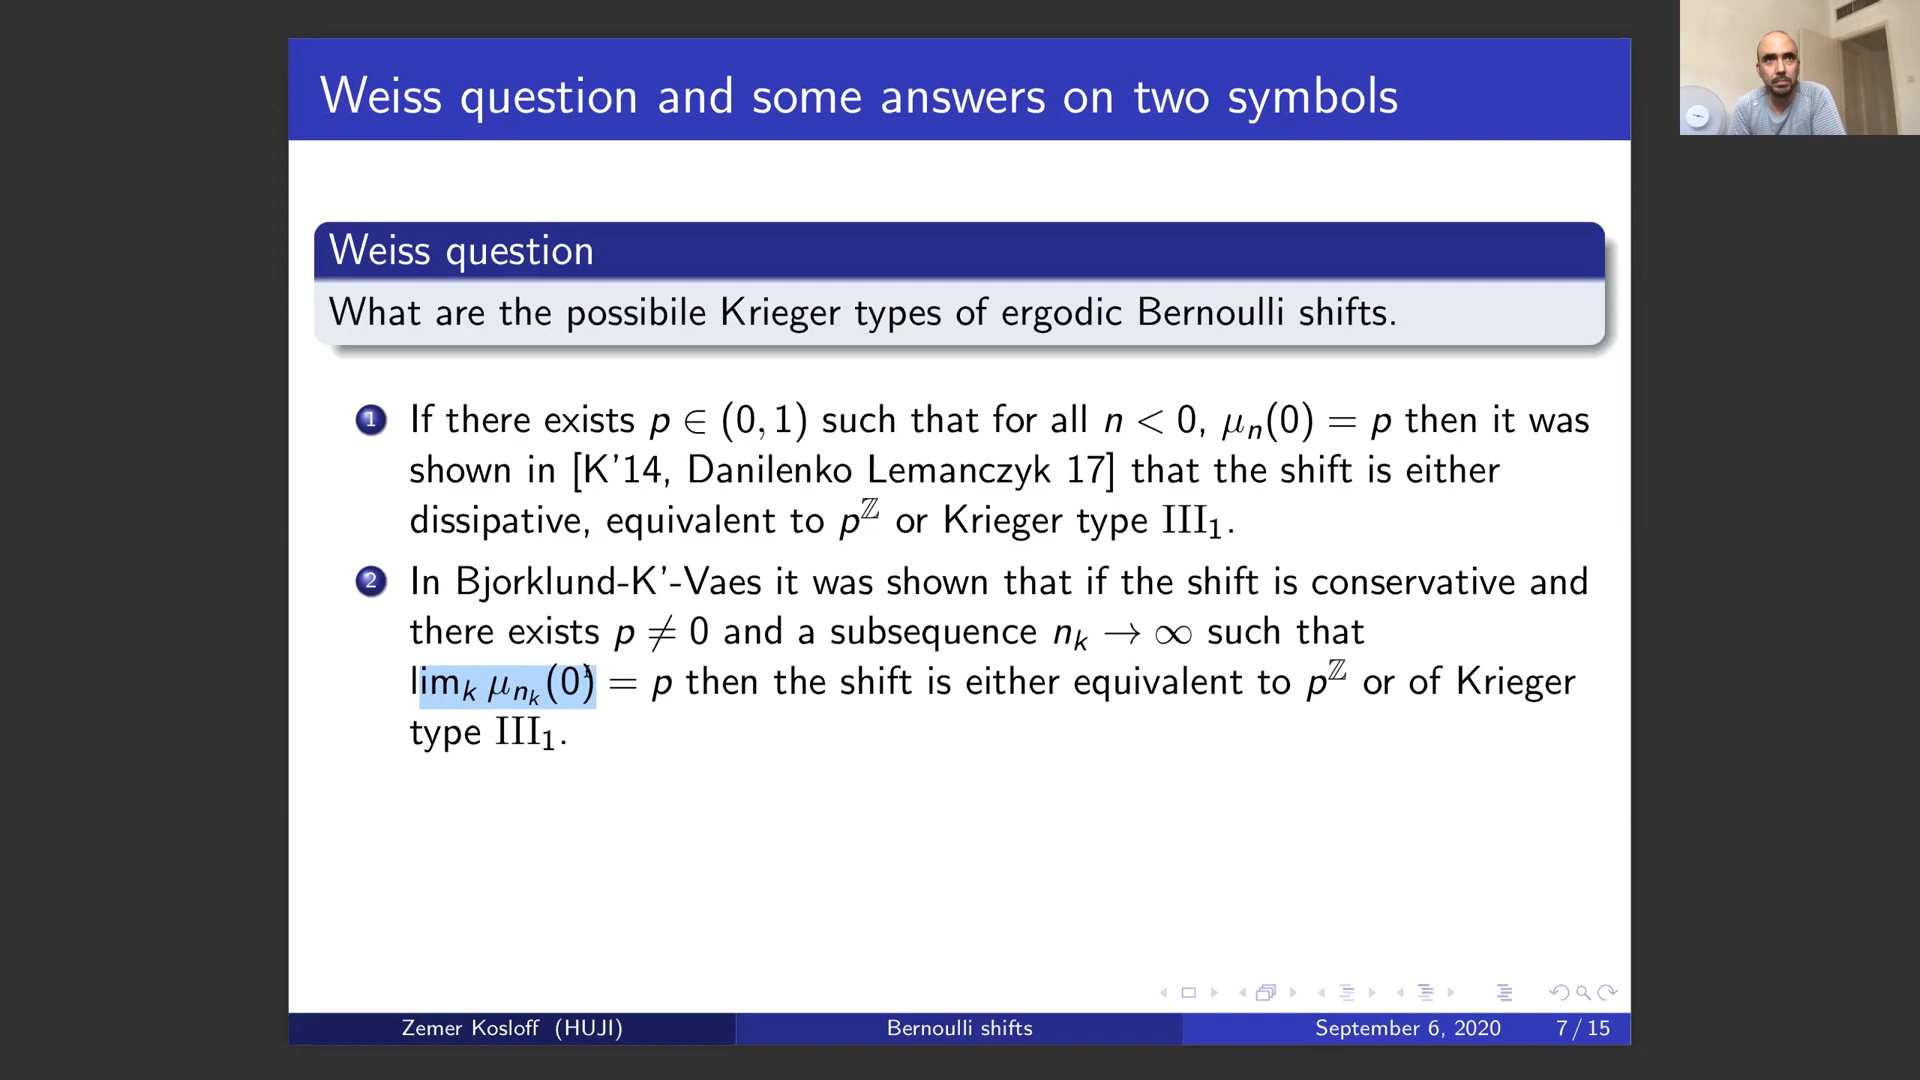 Weiss question and some answers on two symbols
Weiss question
What are the possibile Krieger types of ergodic Bernoulli shifts.
1 If there exists p ∈ (0, 1) such that for all n < 0, μₙ(0) = p then it was
shown in [K'14, Danilenko Lemanczyk 17] that the shift is either
dissipative, equivalent to p^ℤ or Krieger type III₁.
2 In Bjorklund-K'-Vaes it was shown that if the shift is conservative and
there exists p ≠ 0 and a subsequence nₖ → ∞ such that
limₖ μ_{nₖ}(0) = p then the shift is either equivalent to p^ℤ or of Krieger
type III₁.
Zemer Kosloff (HUJI) Bernoulli shifts September 6, 2020 7 / 15